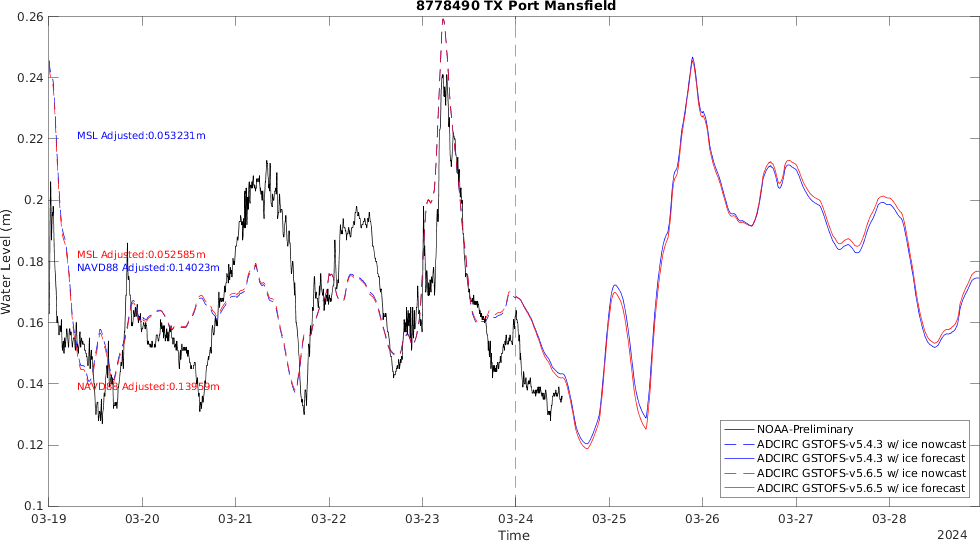 8778490 TX Port Mansfield
0.26
0.24
0.22
0.2
0.18
0.16
0.14
0.12
0.1
Water Level (m)
MSL Adjusted:0.053231m
MSL Adjusted:0.052585m
NAVD88 Adjusted:0.14023m
NAVD88 Adjusted:0.13959m
NOAA-Preliminary
ADCIRC GSTOFS-v5.4.3 w/ ice nowcast
ADCIRC GSTOFS-v5.4.3 w/ ice forecast
ADCIRC GSTOFS-v5.6.5 w/ ice nowcast
ADCIRC GSTOFS-v5.6.5 w/ ice forecast
03-19 03-20 03-21 03-22 03-23 03-24 03-25 03-26 03-27 03-28
Time
2024